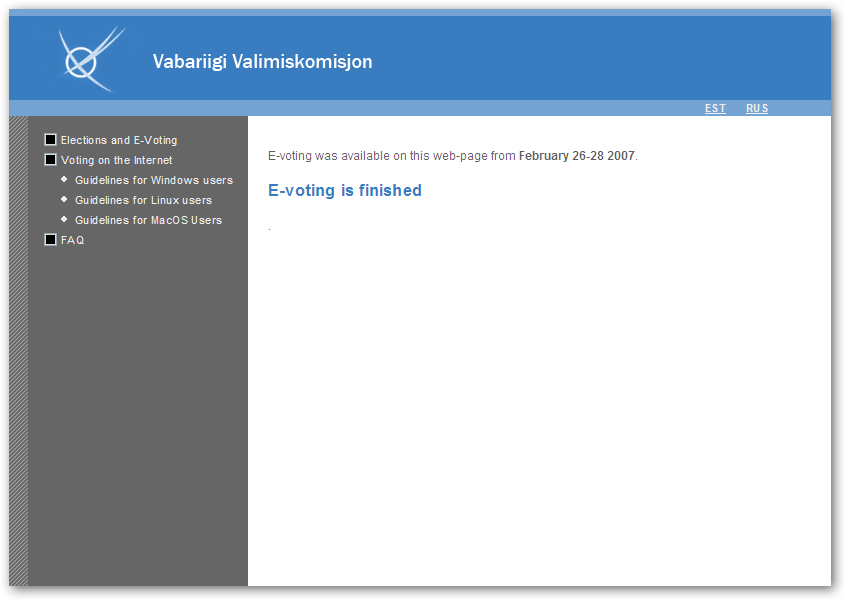 Vabariigi Valimiskomisjon
EST RUS
Elections and E-Voting
Voting on the Internet
Guidelines for Windows users
Guidelines for Linux users
Guidelines for MacOS Users
FAQ
E-voting was available on this web-page from February 26-28 2007.
E-voting is finished
.